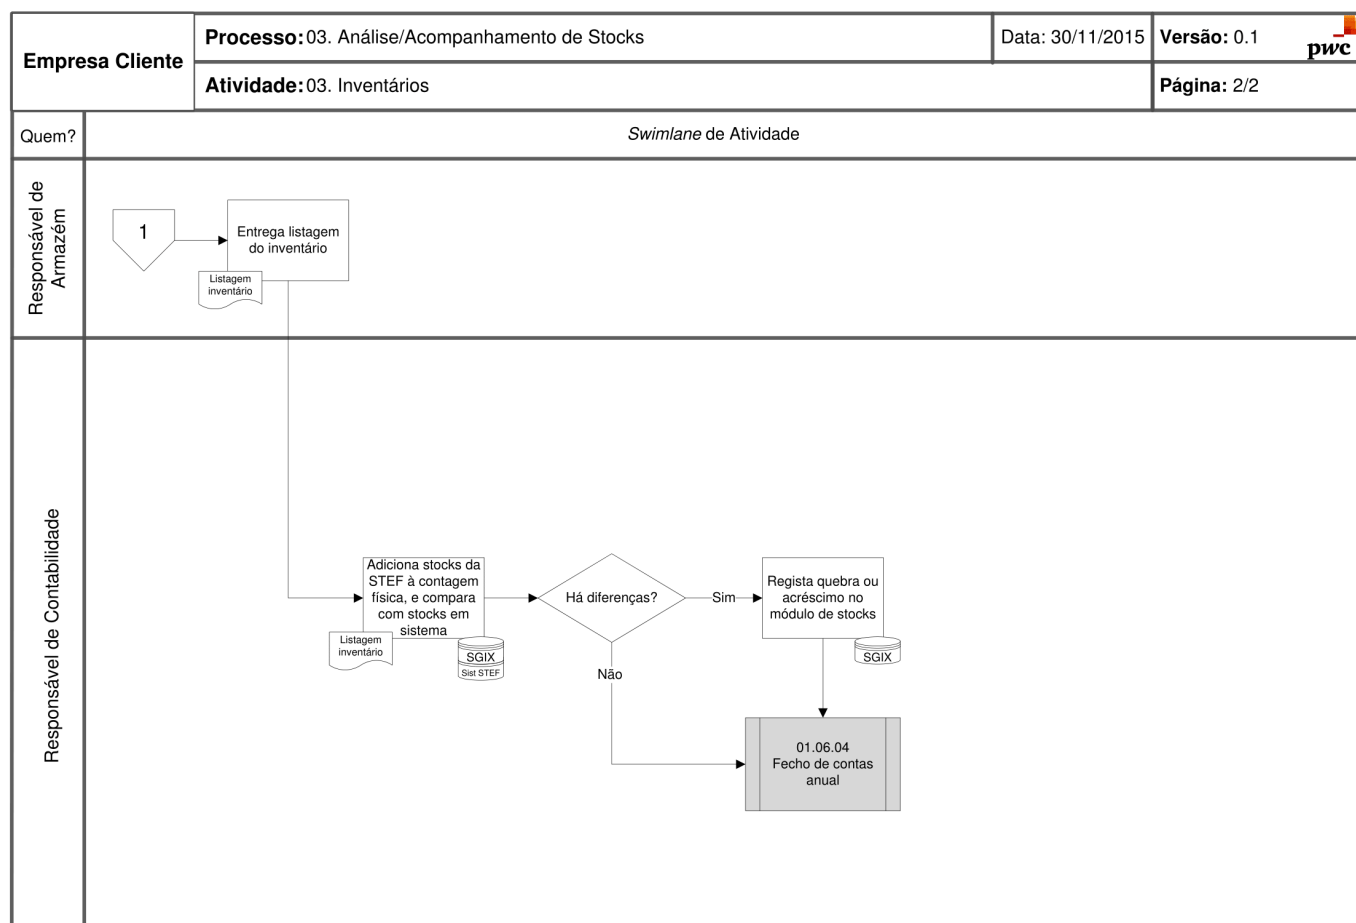 Empresa Cliente
Processo: 03. Análise/Acompanhamento de Stocks
Data: 30/11/2015
Versão: 0.1
pwc
Atividade: 03. Inventários
Página: 2/2
Quem?
Swimlane de Atividade
Responsável de
Armazém
1
Entrega listagem
do inventário
Listagem
inventário
Responsável de Contabilidade
Adiciona stocks da
STEF à contagem
física, e compara
com stocks em
sistema
Listagem
inventário
SGIX
Sist STEF
Há diferenças?
Sim
Não
Regista quebra ou
acréscimo no
módulo de stocks
SGIX
01.06.04
Fecho de contas
anual